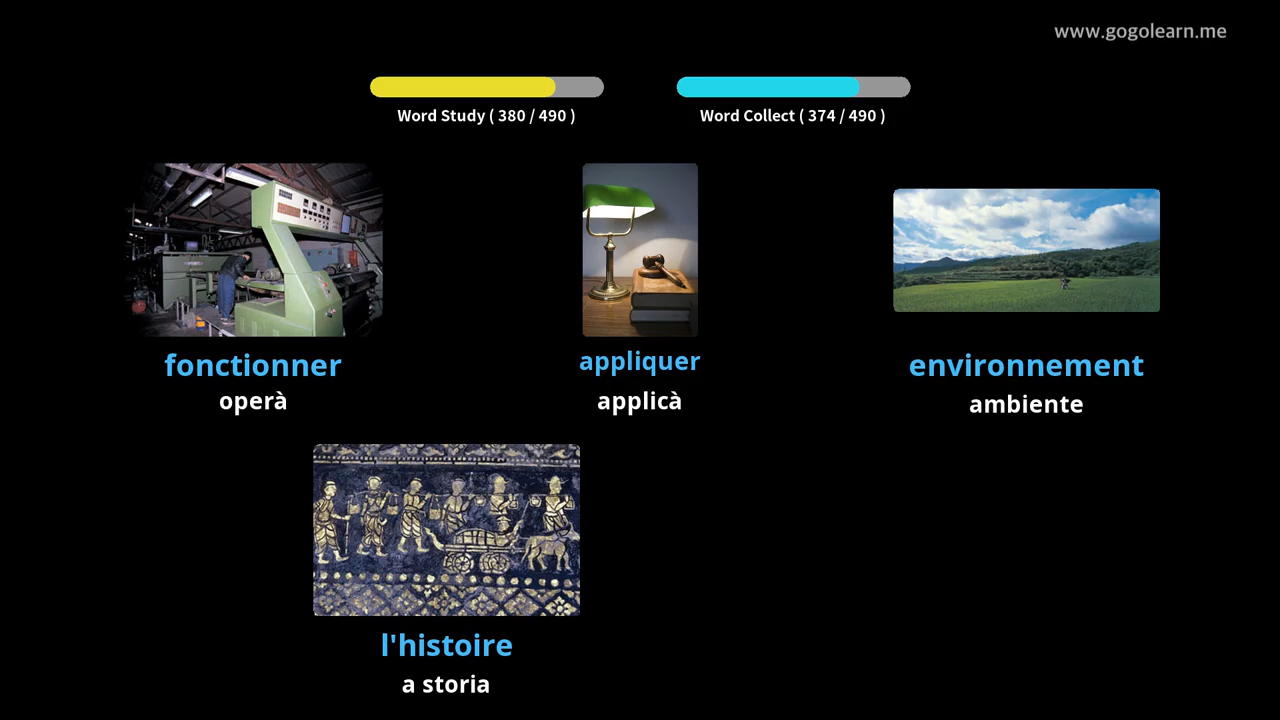 www.gogolearn.me
Word Study ( 380 / 490 )
Word Collect ( 374 / 490 )
fonctionner
operà
appliquer
applicà
environnement
ambiente
l'histoire
a storia